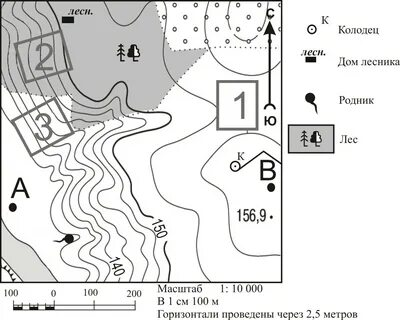 лесн.
с
2
1
3
ю
К
A
B
156,9
150
140
К
Колодец
лесн.
Дом лесника
Родник
Лес
100 0 100 200
Масштаб 1: 10 000
В 1 см 100 м
Горизонтали проведены через 2,5 метров